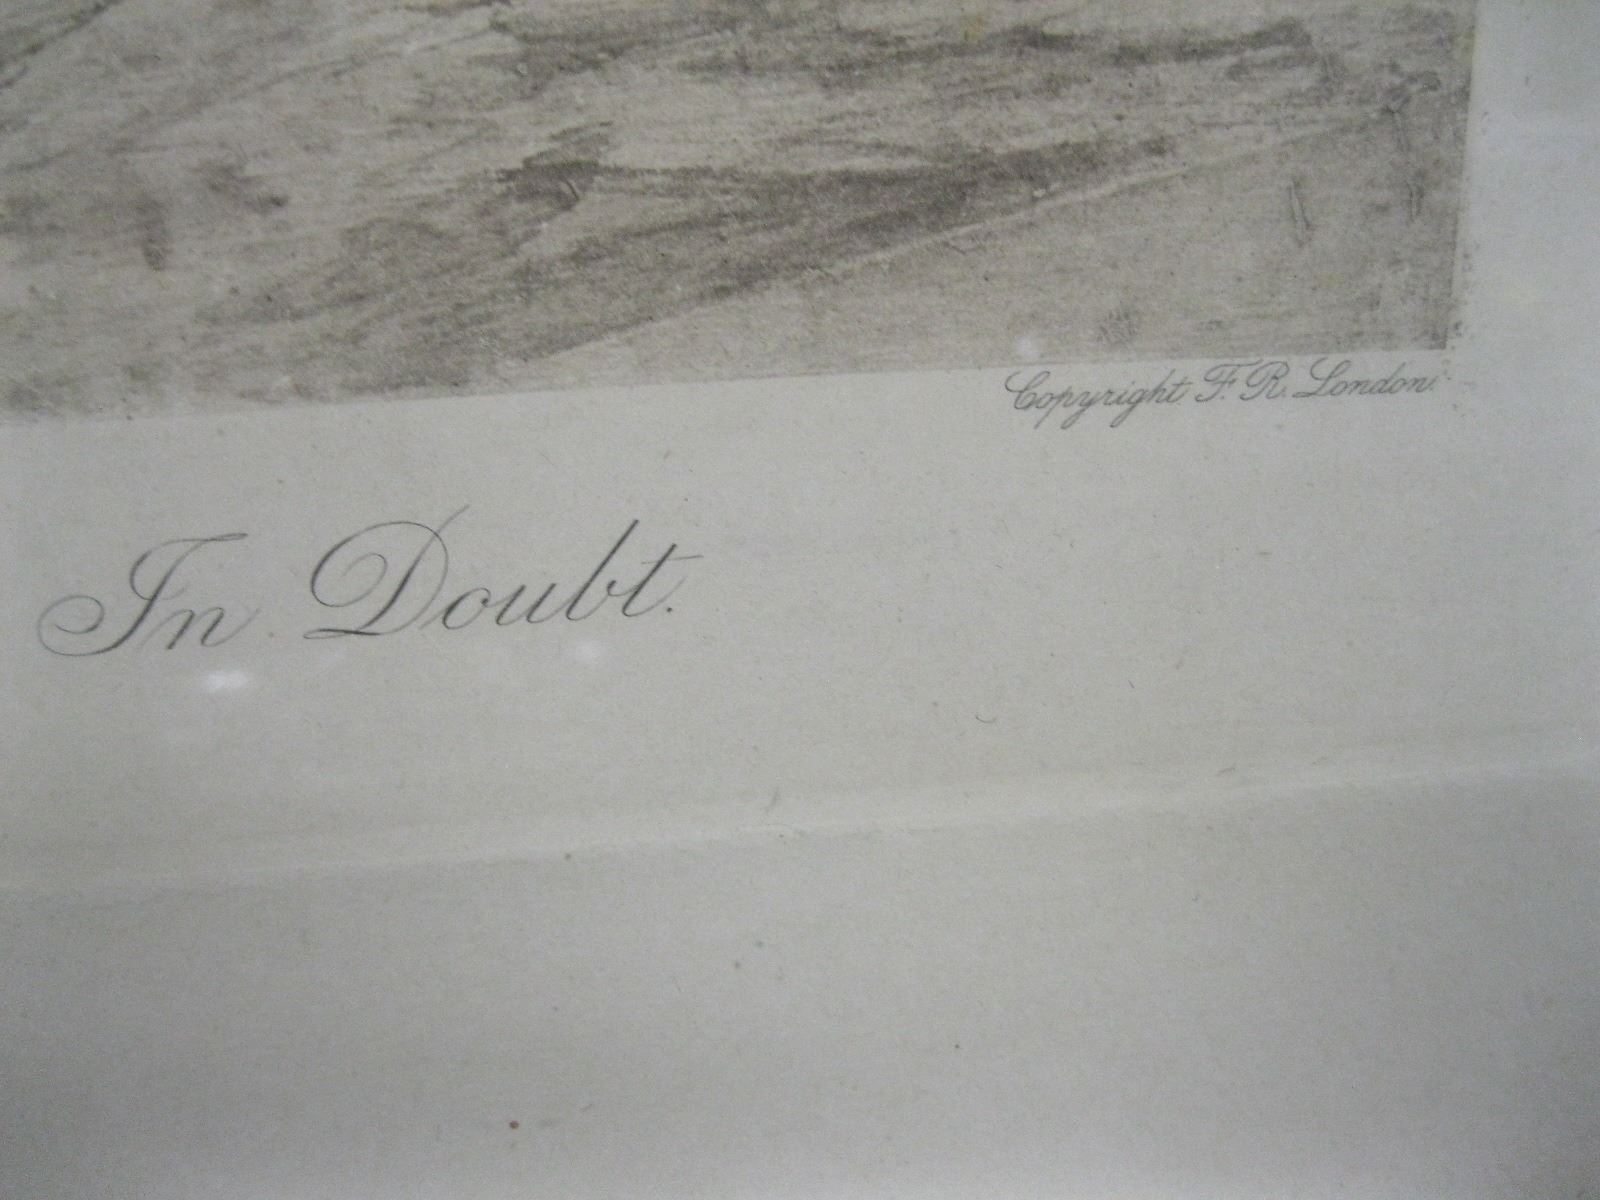 Copyright F. R. London.
In Doubt.